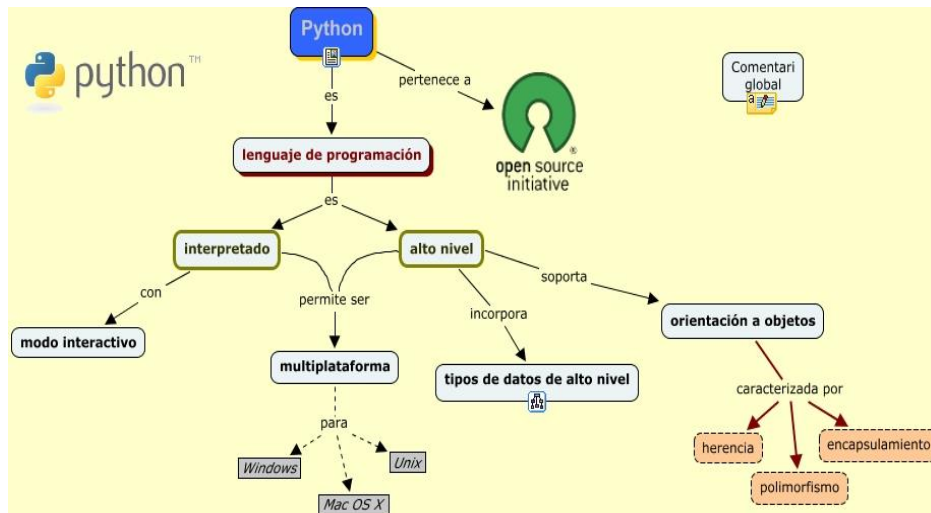 Python
python™
pertenece a
Comentari
global
a
es
lenguaje de programación
open source
initiative
®
es
interpretado
alto nivel
con
permite ser
incorpora
soporta
modo interactivo
multiplataforma
tipos de datos de alto nivel
orientación a objetos
para
caracterizada por
Windows
Unix
Mac OS X
herencia
encapsulamiento
polimorfismo